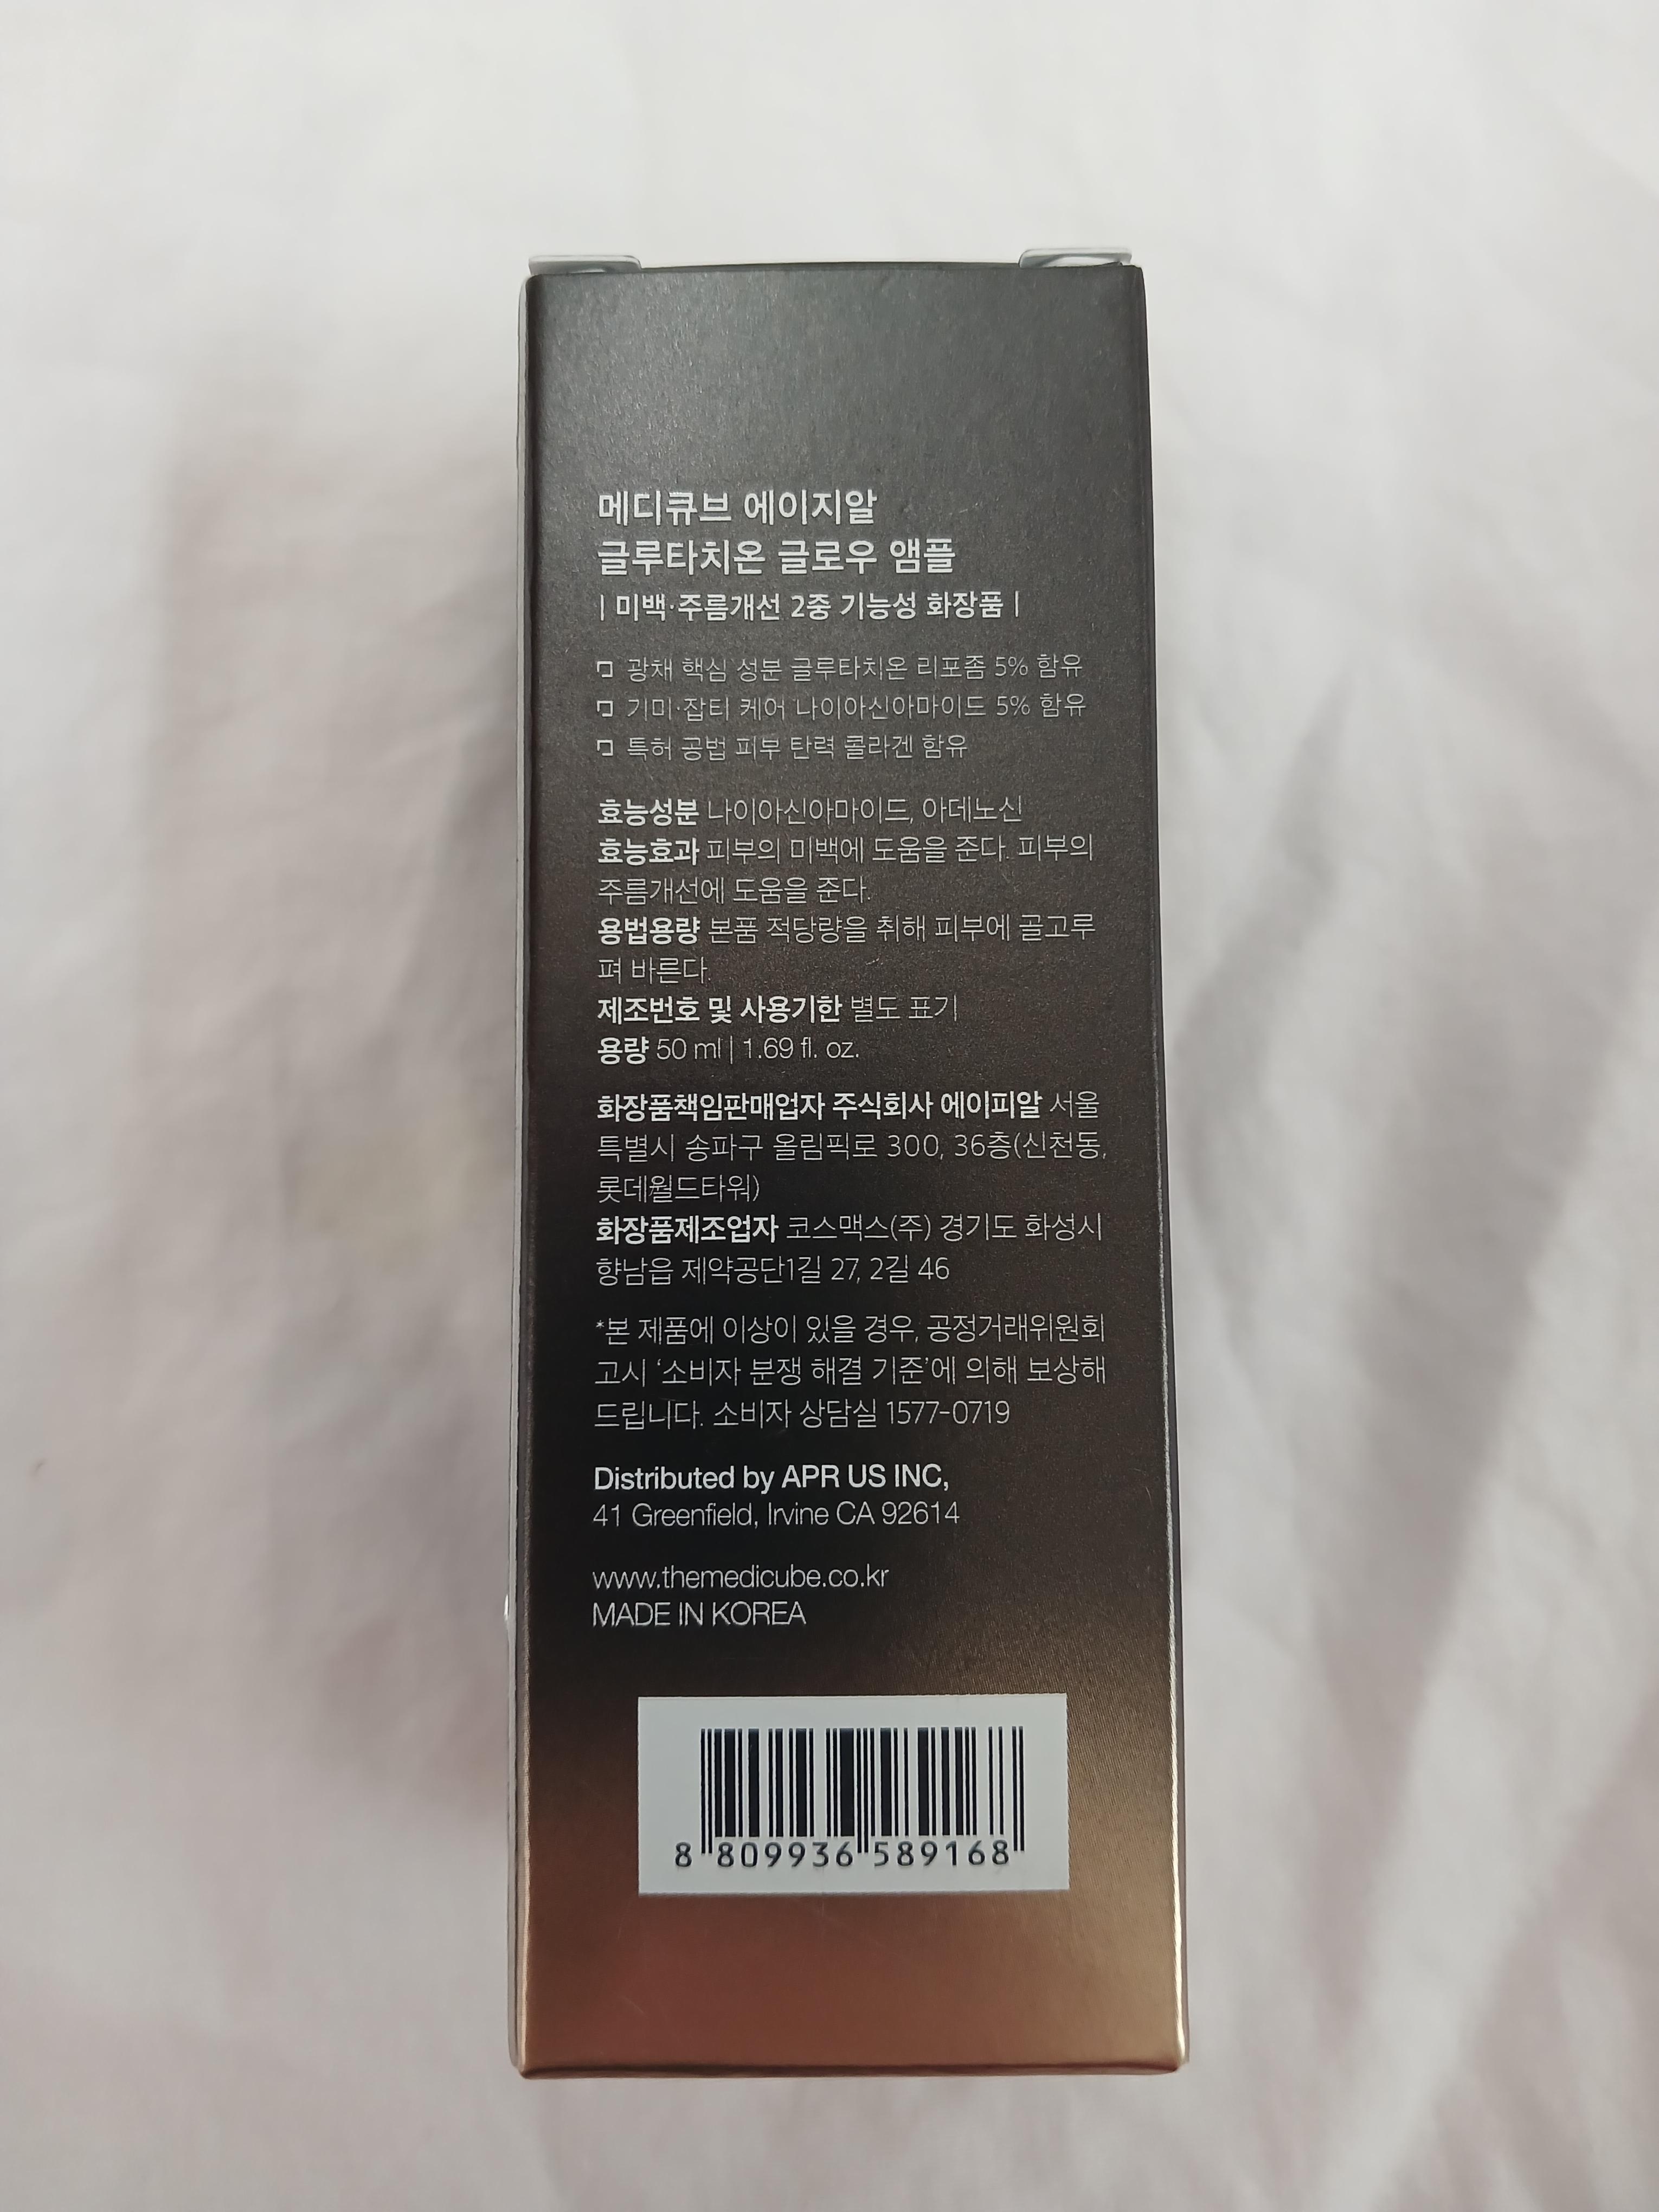 메디큐브 에이지알
글루타치온 글로우 앰플
| 미백·주름개선 2중 기능성 화장품 |
광채 핵심 성분 글루타치온 리포좀 5% 함유
기미·잡티 케어 나이아신아마이드 5% 함유
특허 공법 피부 탄력 콜라겐 함유
효능성분 나이아신아마이드, 아데노신
효능효과 피부의 미백에 도움을 준다. 피부의
주름개선에 도움을 준다.
용법용량 본품 적당량을 취해 피부에 골고루
펴 바른다.
제조번호 및 사용기한 별도 표기
용량 50 ml | 1.69 fl. oz.
화장품책임판매업자 주식회사 에이피알 서울
특별시 송파구 올림픽로 300, 36층(신천동,
롯데월드타워)
화장품제조업자 코스맥스(주) 경기도 화성시
향남읍 제약공단1길 27, 2길 46
*본 제품에 이상이 있을 경우, 공정거래위원회
고시 ‘소비자 분쟁 해결 기준’에 의해 보상해
드립니다. 소비자 상담실 1577-0719
Distributed by APR US INC,
41 Greenfield, Irvine CA 92614
www.themedicube.co.kr
MADE IN KOREA
8 809936 589168